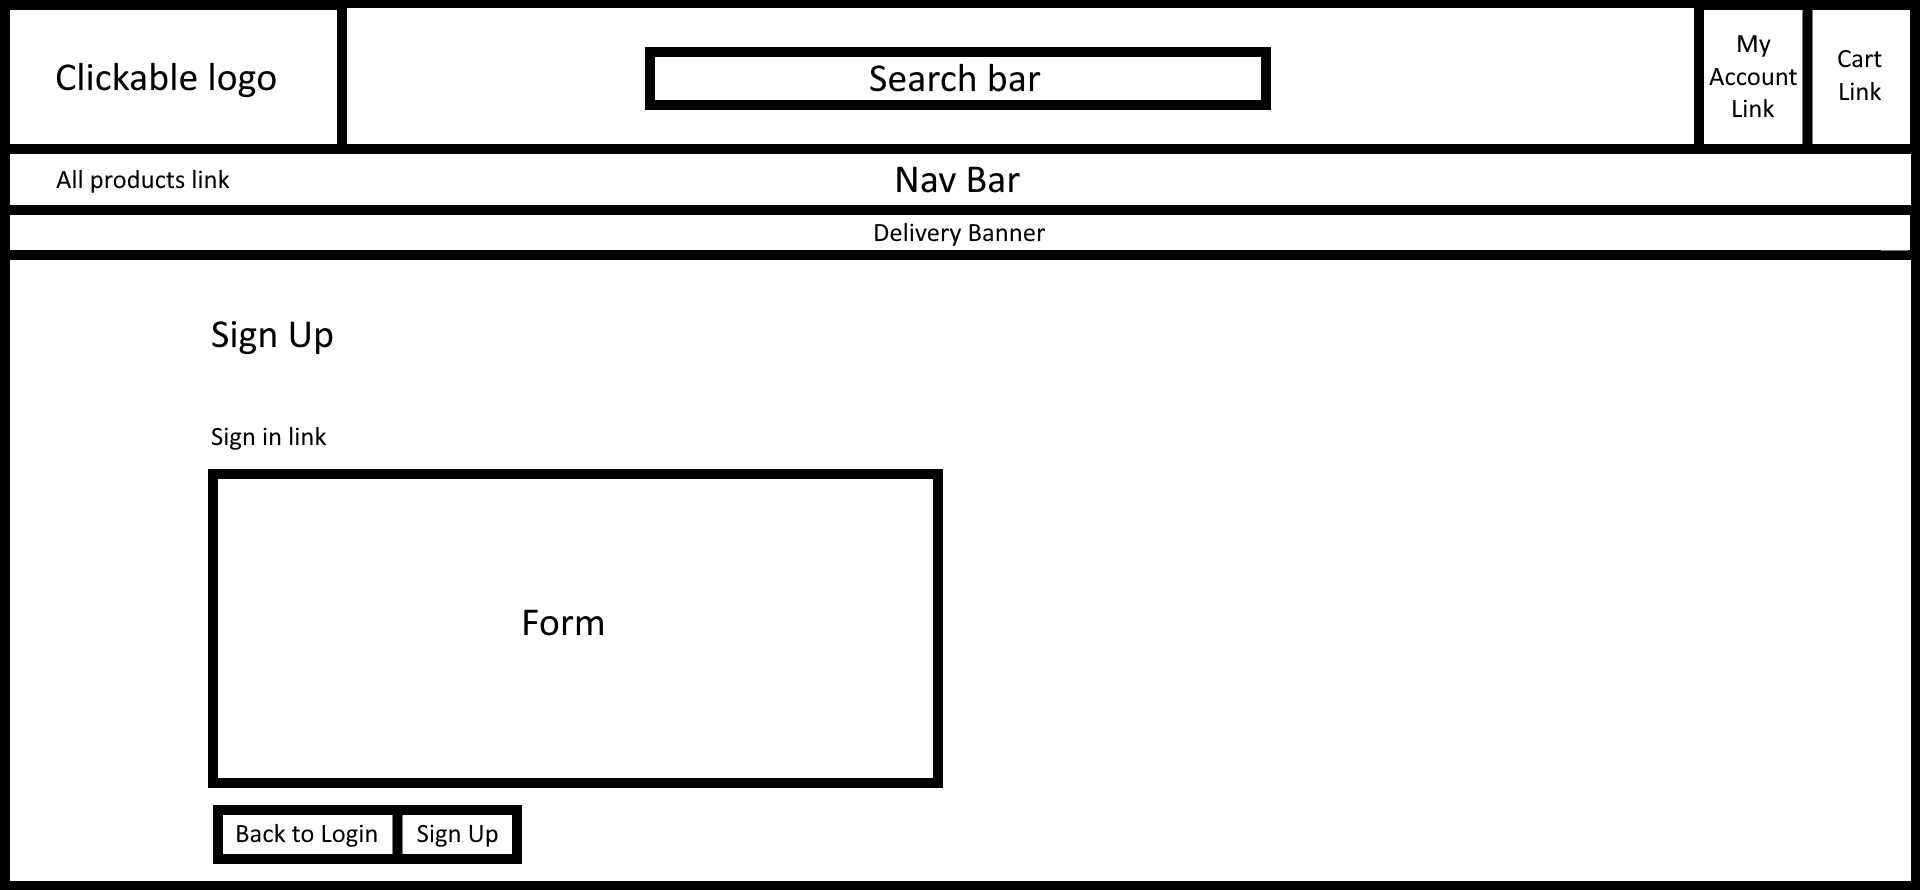 Clickable logo
Search bar
My
Account
Link
Cart
Link
All products link
Nav Bar
Delivery Banner
Sign Up
Sign in link
Form
Back to Login
Sign Up